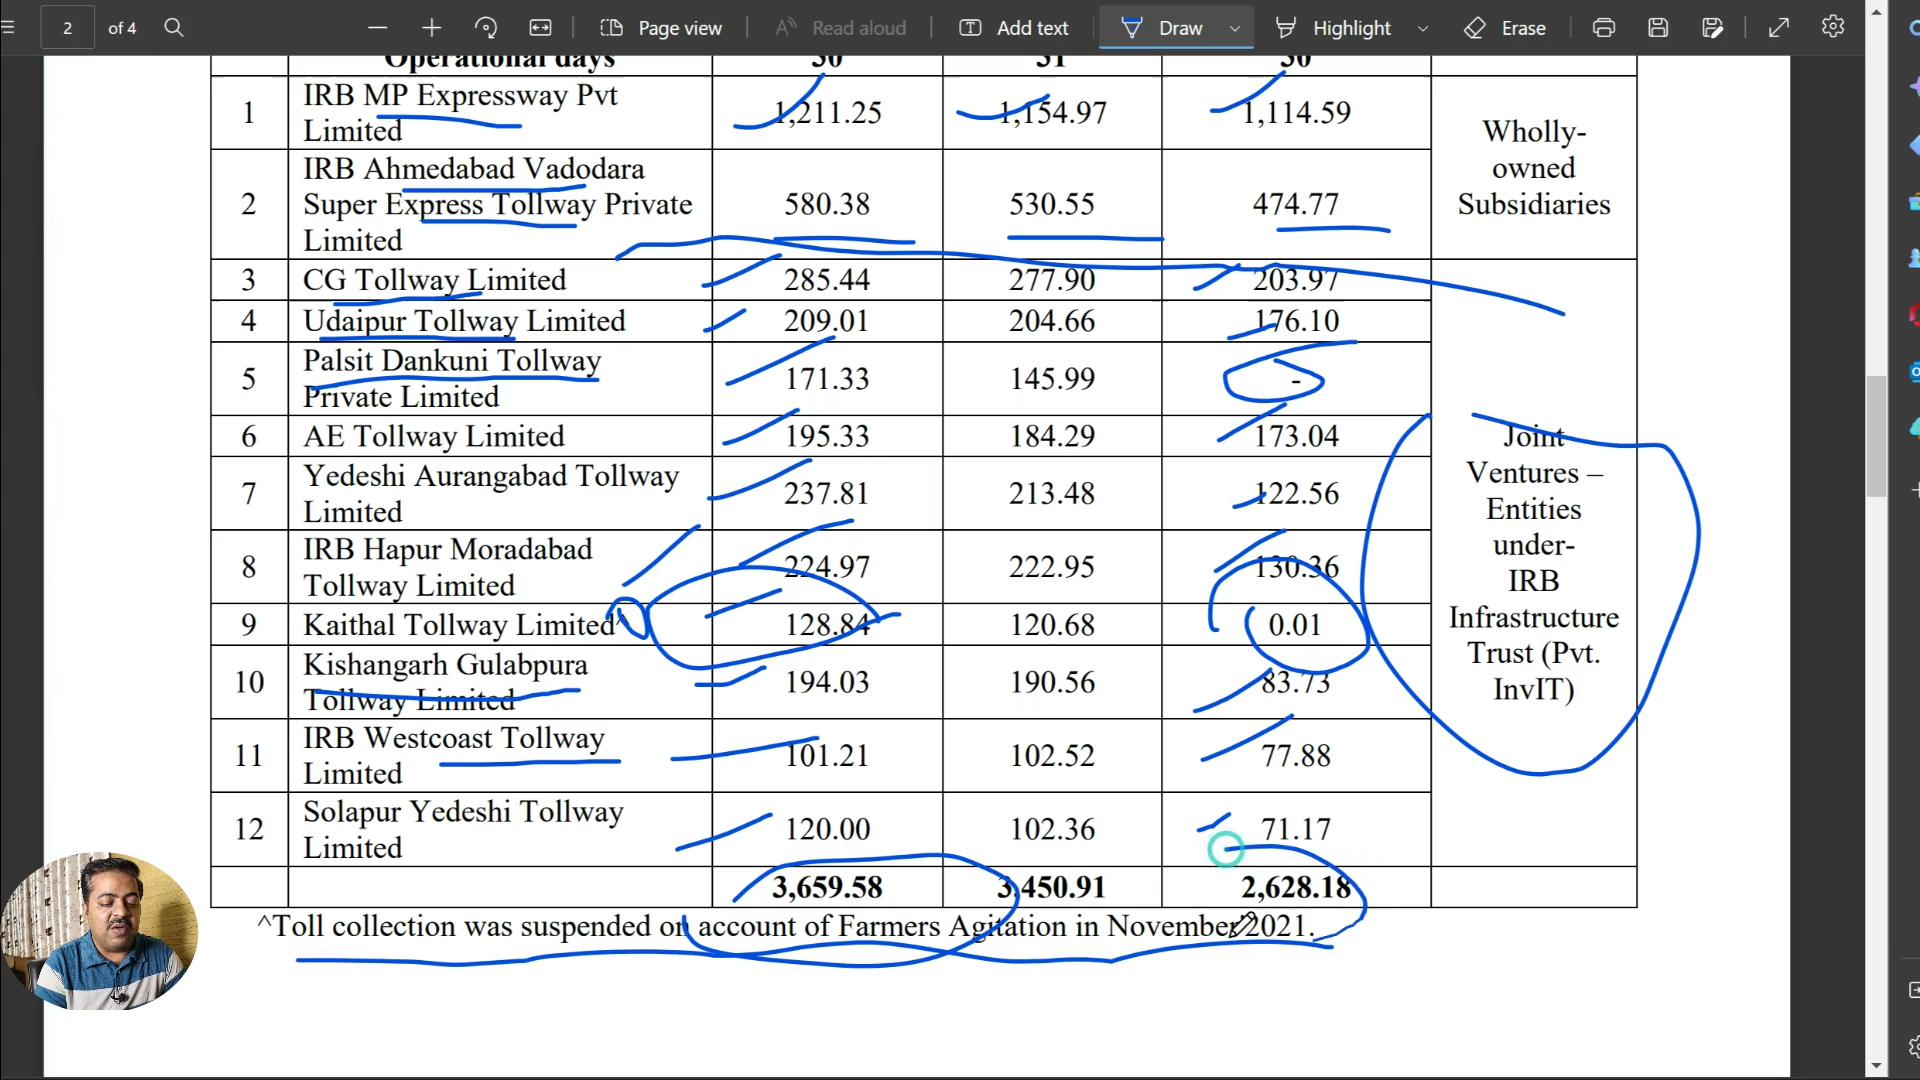 2 of 4 Page view Read aloud Add text Draw Highlight Erase
Operational days 30 31 30
1 IRB MP Expressway Pvt Limited 1,211.25 1,154.97 1,114.59
Wholly-
owned
Subsidiaries
2 IRB Ahmedabad Vadodara
Super Express Tollway Private
Limited 580.38 530.55 474.77
3 CG Tollway Limited 285.44 277.90 203.97
4 Udaipur Tollway Limited 209.01 204.66 176.10
5 Palsit Dankuni Tollway
Private Limited 171.33 145.99 -
6 AE Tollway Limited 195.33 184.29 173.04
7 Yedeshi Aurangabad Tollway
Limited 237.81 213.48 122.56
8 IRB Hapur Moradabad
Tollway Limited 224.97 222.95 130.36
9 Kaithal Tollway Limited^ 128.84 120.68 0.01
10 Kishangarh Gulabpura
Tollway Limited 194.03 190.56 83.73
11 IRB Westcoast Tollway
Limited 101.21 102.52 77.88
12 Solapur Yedeshi Tollway
Limited 120.00 102.36 71.17
Joint
Ventures –
Entities
under-
IRB
Infrastructure
Trust (Pvt.
InvIT)
3,659.58 3,450.91 2,628.18
^Toll collection was suspended on account of Farmers Agitation in November 2021.